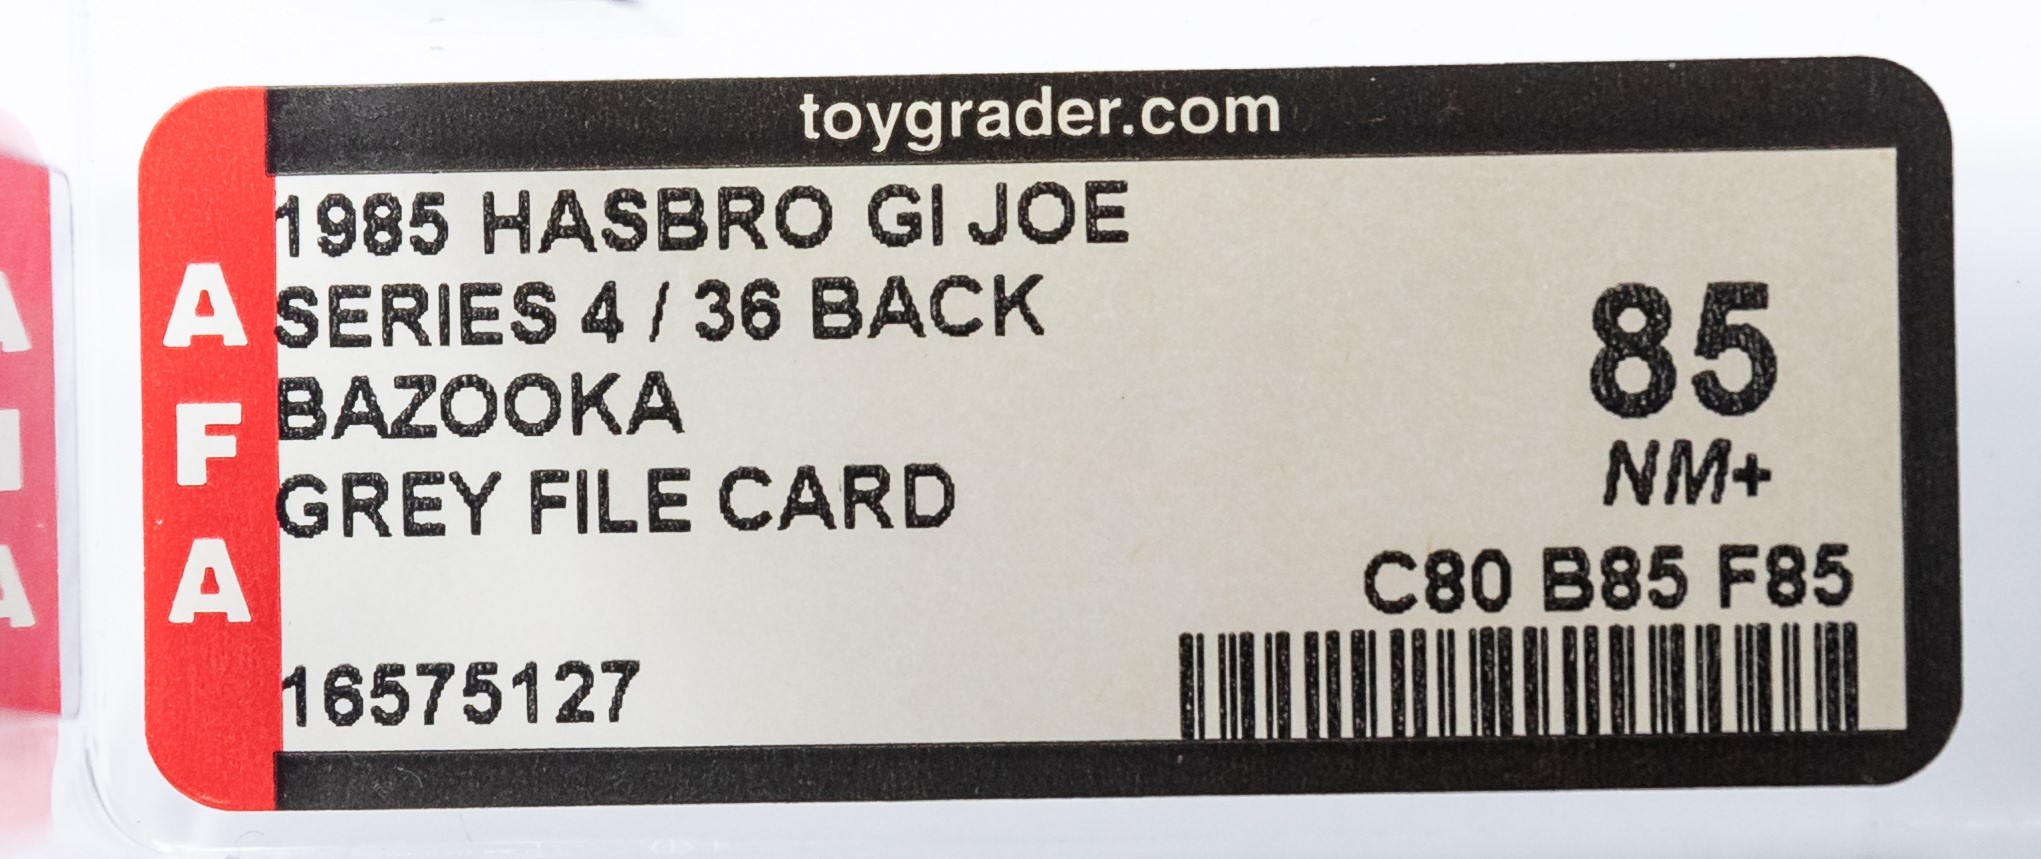 toygrader.com
AFA
1985 HASBRO GI JOE
SERIES 4 / 36 BACK
BAZOOKA
GREY FILE CARD
85
NM+
C80 B85 F85
16575127